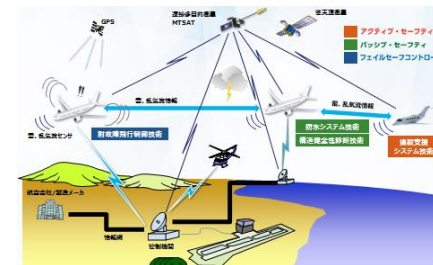 GPS
運輸多目的衛星
MTSAT
準天頂衛星
アクティブ・セーフティ
パッシブ・セーフティ
フェイルセーフコントロール
雷、乱気流情報
雷、乱気流情報
雷、乱気流センサ
耐故障飛行制御技術
防氷システム技術
構造健全性診断技術
操縦支援
システム技術
航空会社/製造メーカ
情報網
管制機関